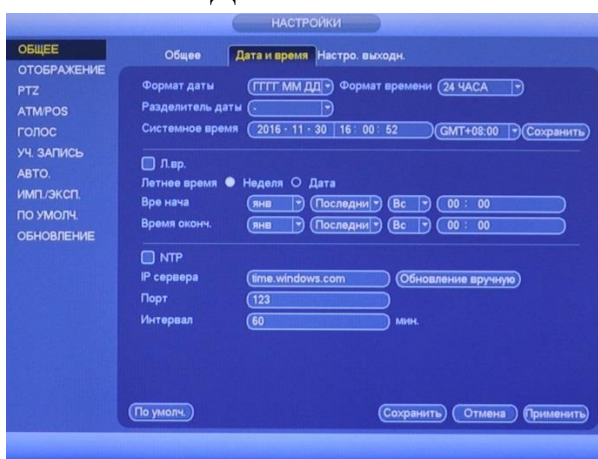 НАСТРОЙКИ
ОБЩЕЕ
ОТОБРАЖЕНИЕ
PTZ
ATM/POS
ГОЛОС
УЧ. ЗАПИСЬ
АВТО.
ИМП./ЭКСП.
ПО УМОЛЧ.
ОБНОВЛЕНИЕ
Общее Дата и время Настро. выходн.
Формат даты ГГГГ ММ ДД Формат времени 24 ЧАСА
Разделитель даты -
Системное время 2016 - 11 - 30 16 : 00 : 52 GMT+08:00 Сохранить
Л.вр.
Летнее время Неделя Дата
Вре нача янв Последни Вс 00 : 00
Время оконч. янв Последни Вс 00 : 00
NTP
IP сервера time.windows.com Обновление вручную
Порт 123
Интервал 60 мин.
По умолч. Сохранить Отмена Применить